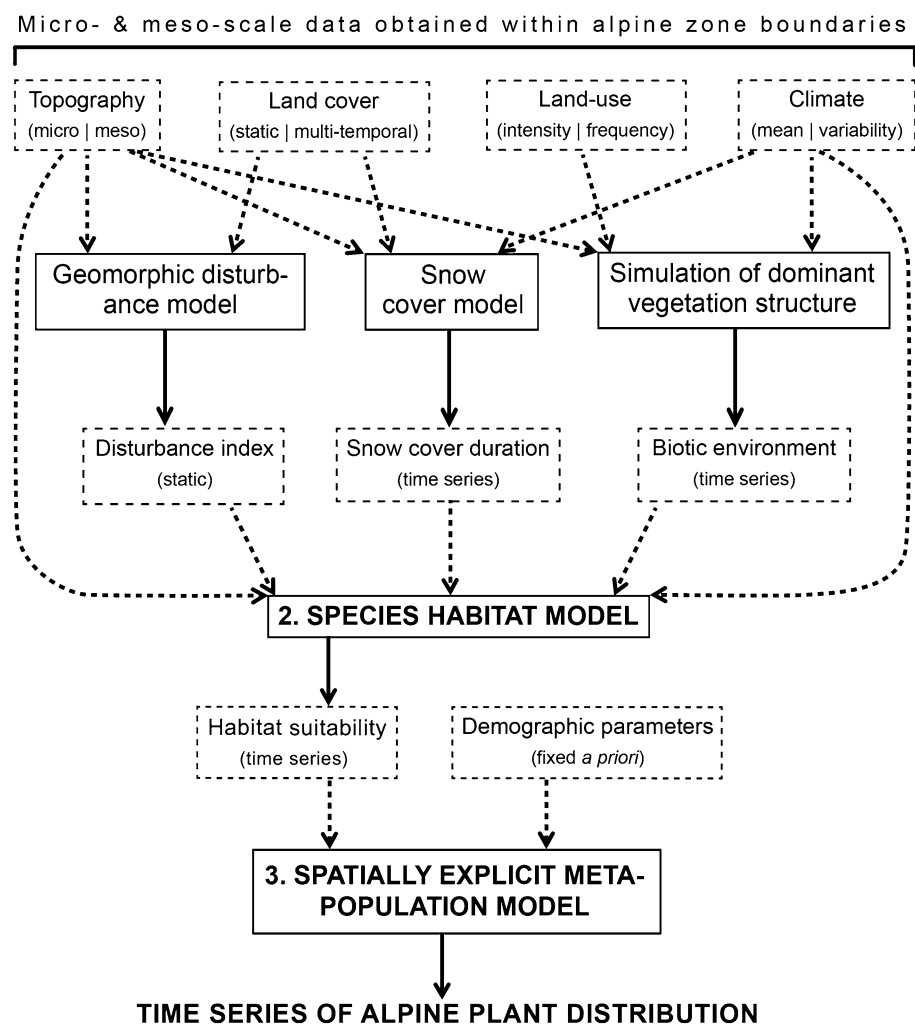 Micro- & meso-scale data obtained within alpine zone boundaries
Topography
(micro | meso)
Land cover
(static | multi-temporal)
Land-use
(intensity | frequency)
Climate
(mean | variability)
Geomorphic disturb-
ance model
Snow
cover model
Simulation of dominant
vegetation structure
Disturbance index
(static)
Snow cover duration
(time series)
Biotic environment
(time series)
2. SPECIES HABITAT MODEL
Habitat suitability
(time series)
Demographic parameters
(fixed a priori)
3. SPATIALLY EXPLICIT META-
POPULATION MODEL
TIME SERIES OF ALPINE PLANT DISTRIBUTION